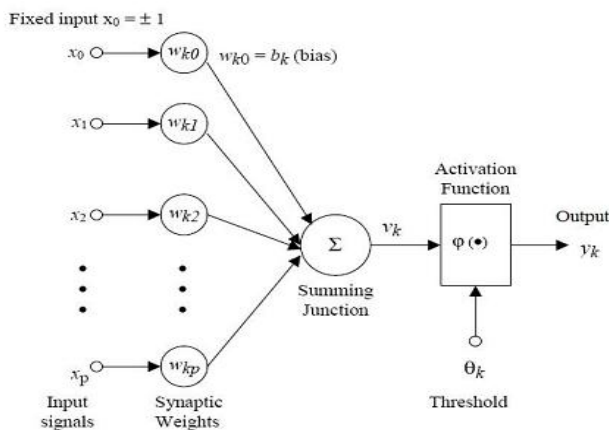 Fixed input x₀ = ± 1
x₀ wk0 wk0 = bk (bias)
x₁ wk1
Activation
Function
x₂ wk2
Σ
vk
φ (•)
Output
yk
Summing
Junction
xp wkp
θk
Input
signals
Synaptic
Weights
Threshold